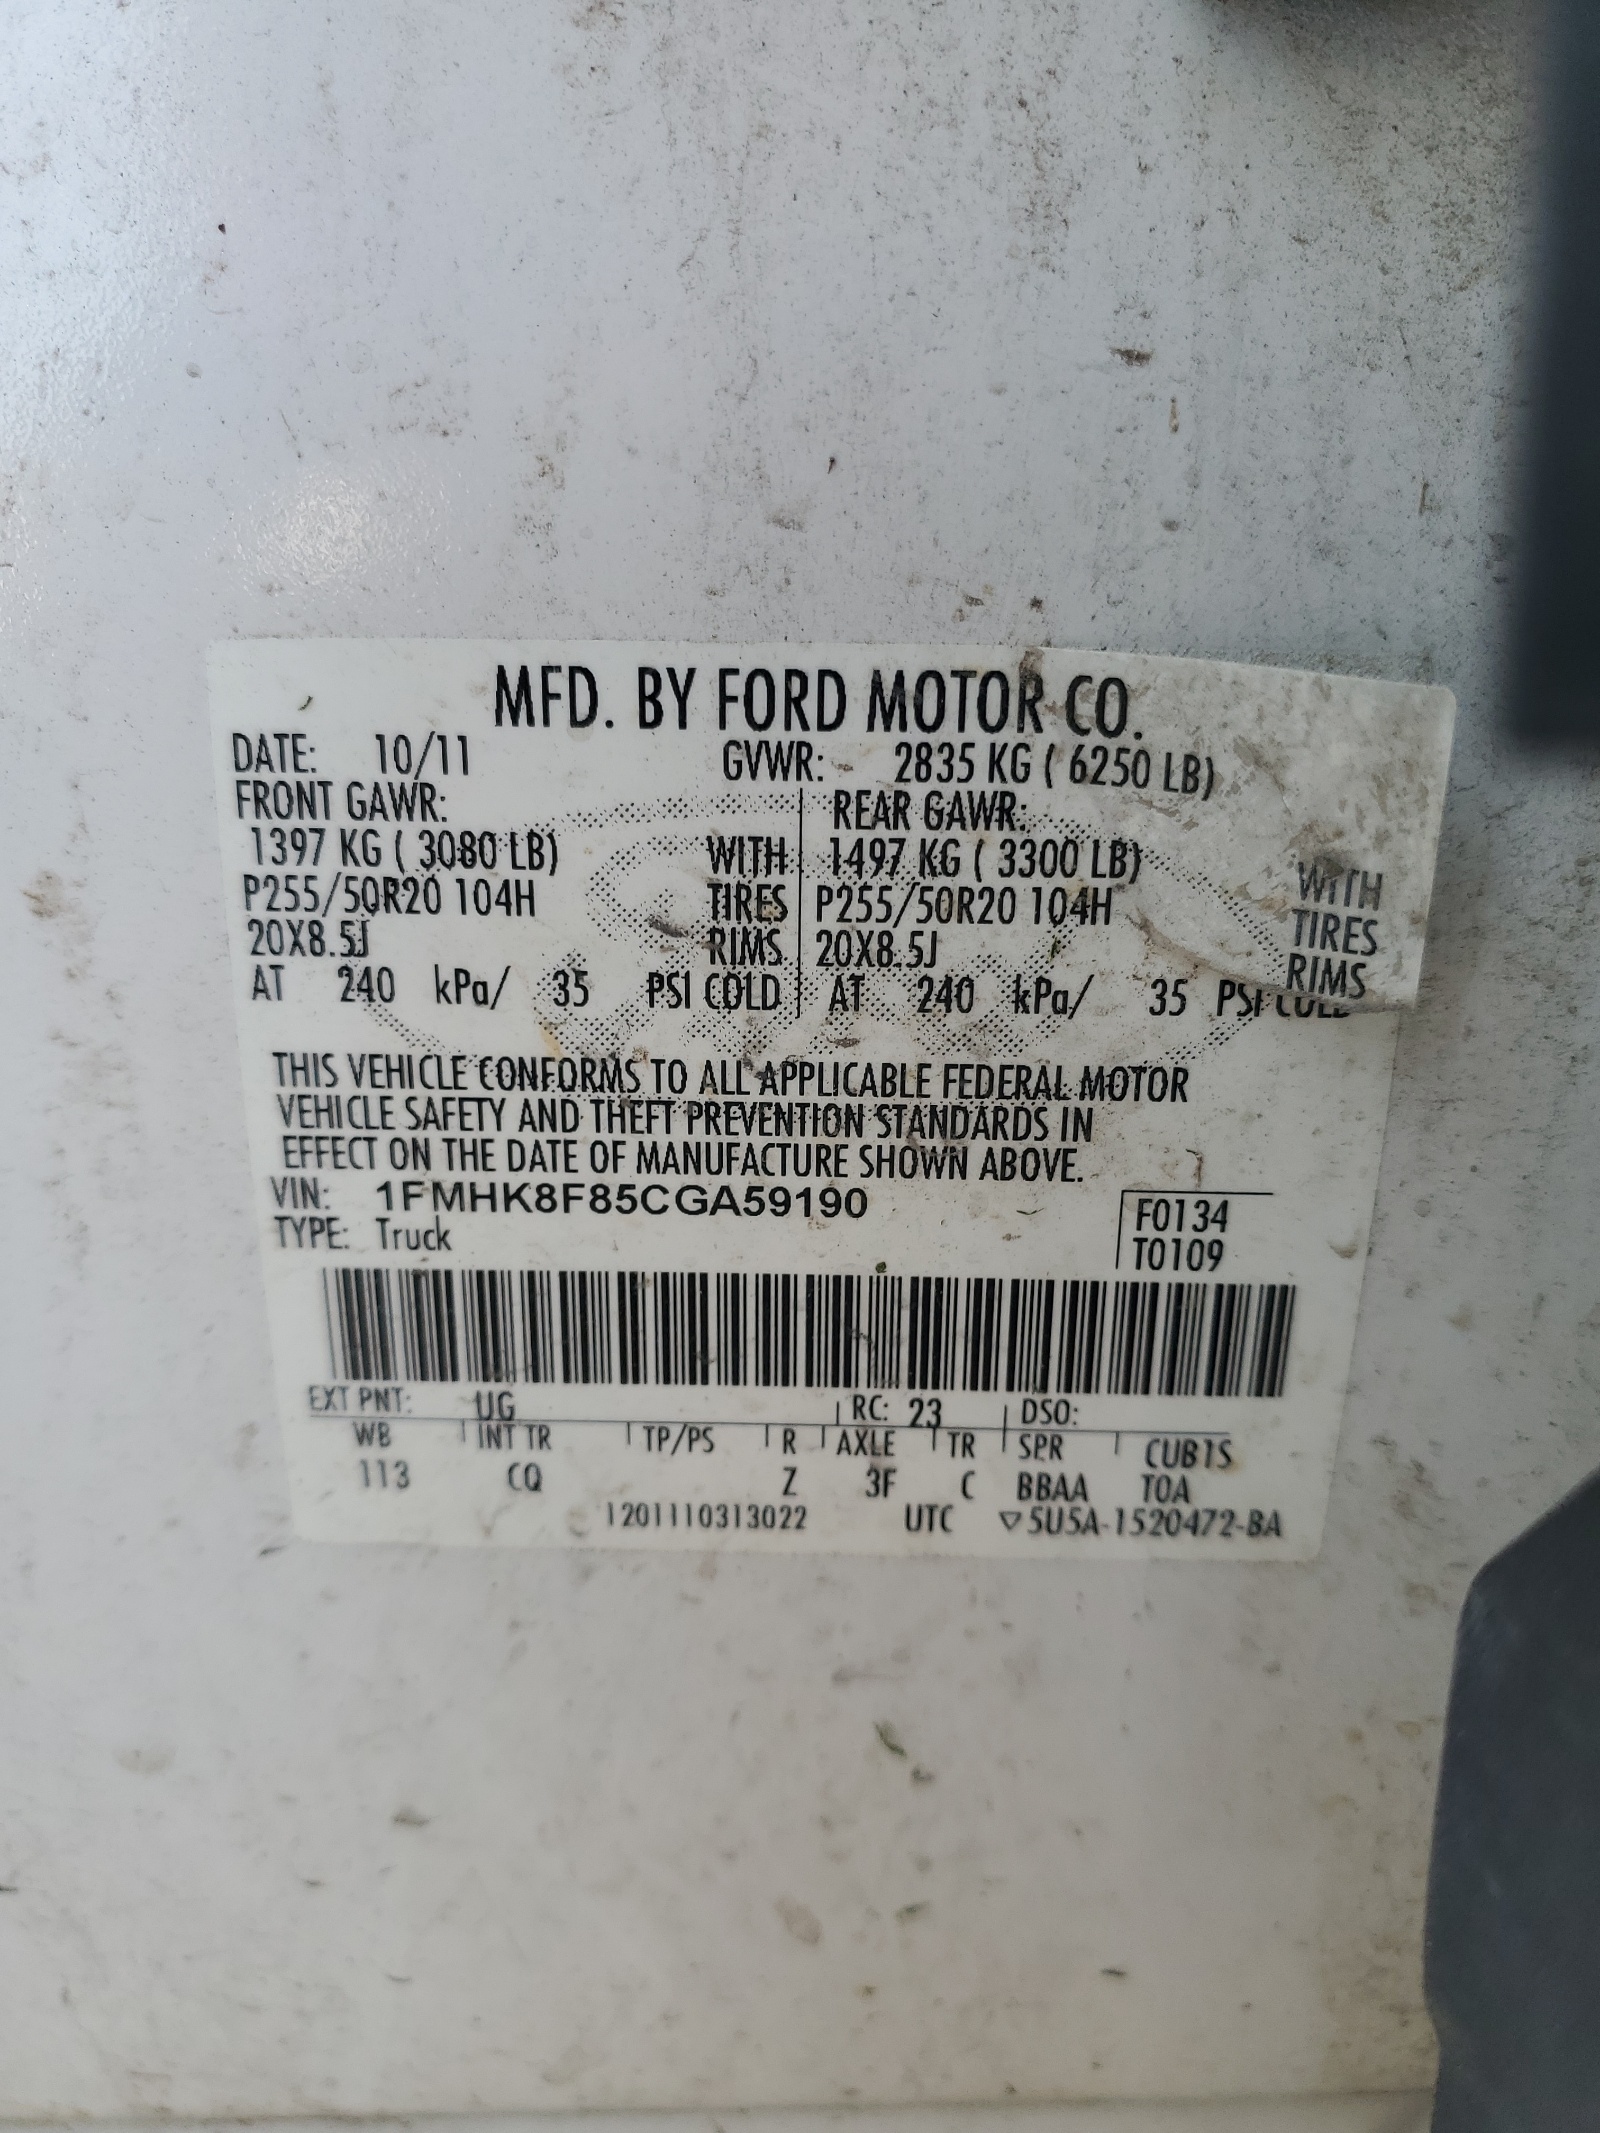 MFD. BY FORD MOTOR CO.
DATE: 10/11 GVWR: 2835 KG ( 6250 LB)
FRONT GAWR: REAR GAWR:
1397 KG ( 3080 LB) WITH 1497 KG ( 3300 LB) WITH
P255/50R20 104H TIRES P255/50R20 104H TIRES
20X8.5J RIMS 20X8.5J RIMS
AT 240 kPa/ 35 PSI COLD AT 240 kPa/ 35 PSI COLD
THIS VEHICLE CONFORMS TO ALL APPLICABLE FEDERAL MOTOR
VEHICLE SAFETY AND THEFT PREVENTION STANDARDS IN
EFFECT ON THE DATE OF MANUFACTURE SHOWN ABOVE.
VIN: 1FMHK8F85CGA59190 F0134
TYPE: Truck T0109
EXT PNT: UG RC: 23 DSO:
WB INT TR TP/PS R AXLE TR SPR
113 CQ Z 3F C BBAA TOA
1201110313022 UTC ▽5U5A-1520472-BA